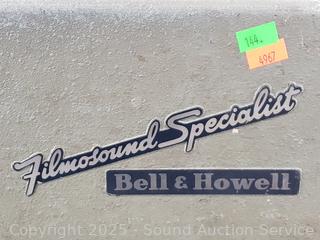 144.
4967
Filmosound Specialist
Bell & Howell
Copyright 2025 - Sound Auction Service